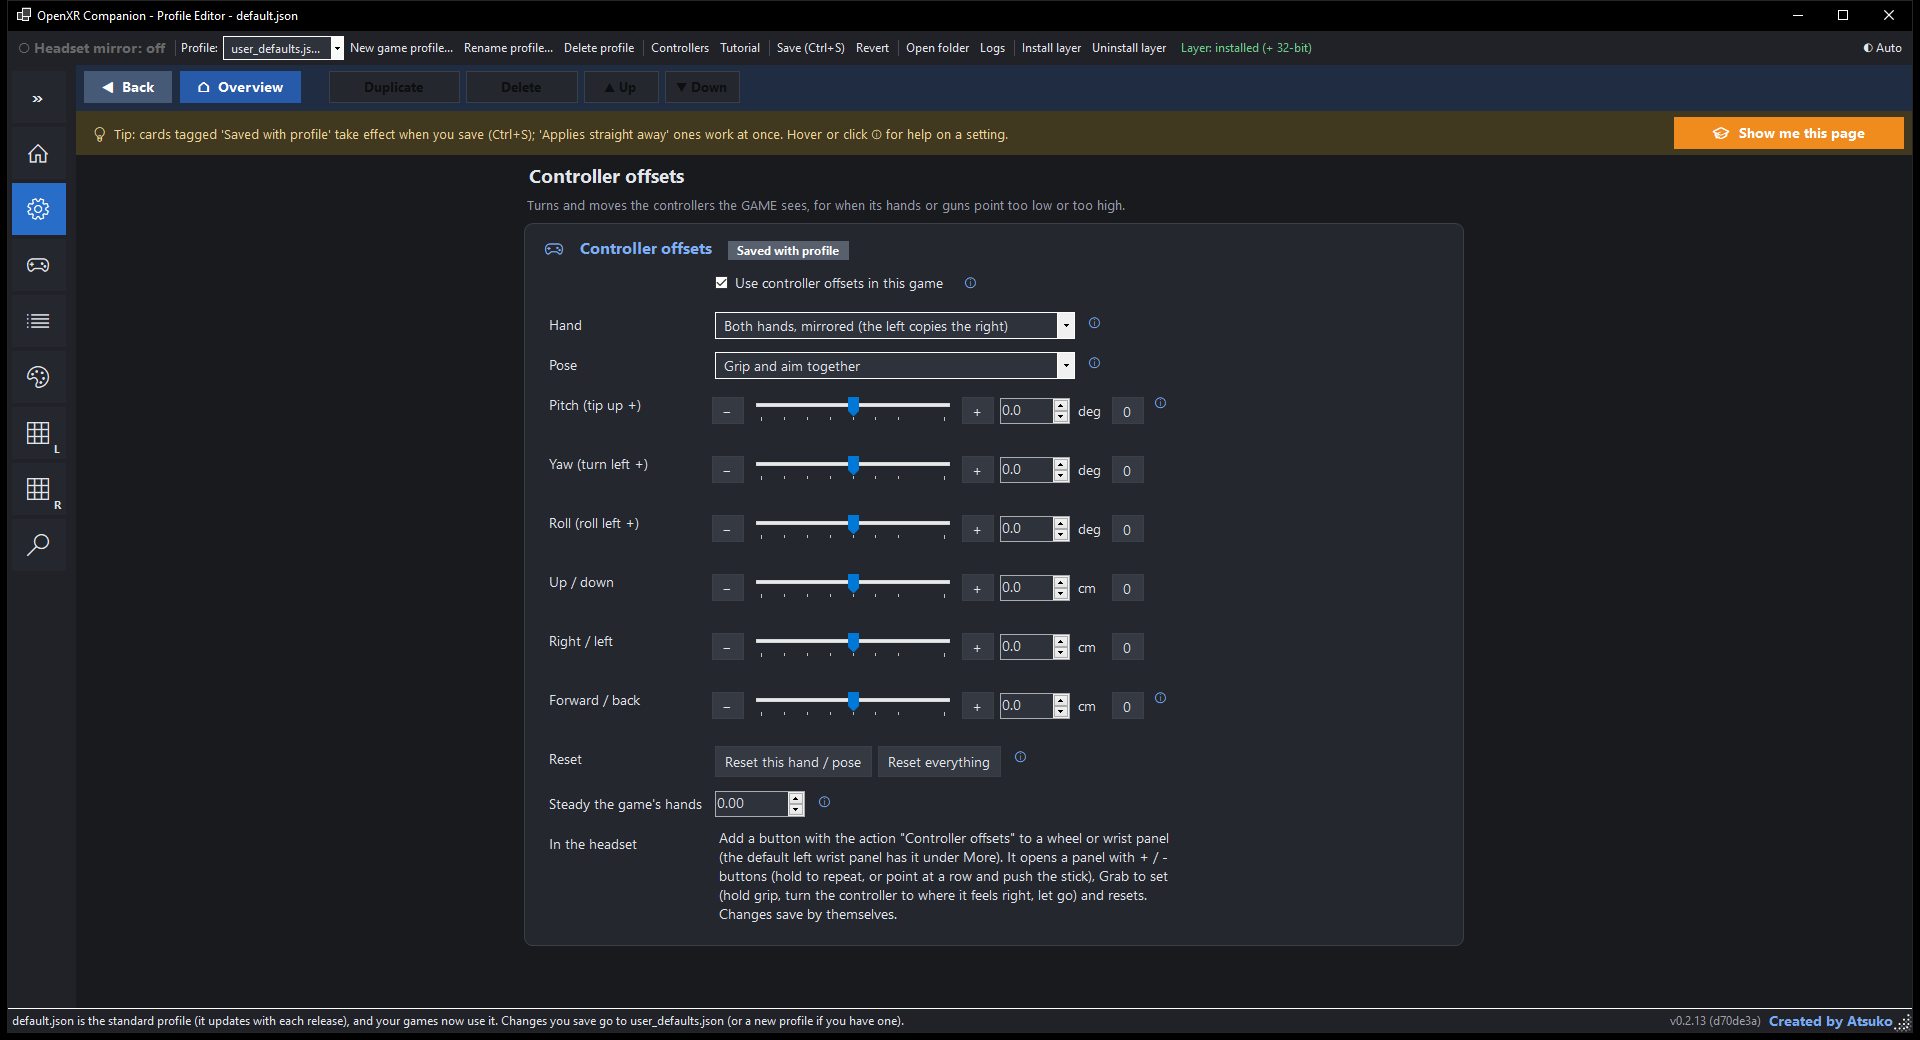 OpenXR Companion - Profile Editor - default.json
Headset mirror: off
Profile: user_defaults.js... New game profile... Rename profile... Delete profile Controllers Tutorial Save (Ctrl+S) Revert Open folder Logs Install layer Uninstall layer Layer: installed (+ 32-bit) Auto
Back Overview Duplicate Delete Up Down
Tip: cards tagged 'Saved with profile' take effect when you save (Ctrl+S); 'Applies straight away' ones work at once. Hover or click ⓘ for help on a setting.
Show me this page
L
R
Controller offsets
Turns and moves the controllers the GAME sees, for when its hands or guns point too low or too high.
Controller offsets Saved with profile
Use controller offsets in this game
Hand Both hands, mirrored (the left copies the right)
Pose Grip and aim together
Pitch (tip up +) − + 0.0 deg 0
Yaw (turn left +) − + 0.0 deg 0
Roll (roll left +) − + 0.0 deg 0
Up / down − + 0.0 cm 0
Right / left − + 0.0 cm 0
Forward / back − + 0.0 cm 0
Reset Reset this hand / pose Reset everything
Steady the game's hands 0.00
In the headset Add a button with the action "Controller offsets" to a wheel or wrist panel
(the default left wrist panel has it under More). It opens a panel with + / -
buttons (hold to repeat, or point at a row and push the stick), Grab to set
(hold grip, turn the controller to where it feels right, let go) and resets.
Changes save by themselves.
default.json is the standard profile (it updates with each release), and your games now use it. Changes you save go to user_defaults.json (or a new profile if you have one).
v0.2.13 (d70de3a) Created by Atsuko